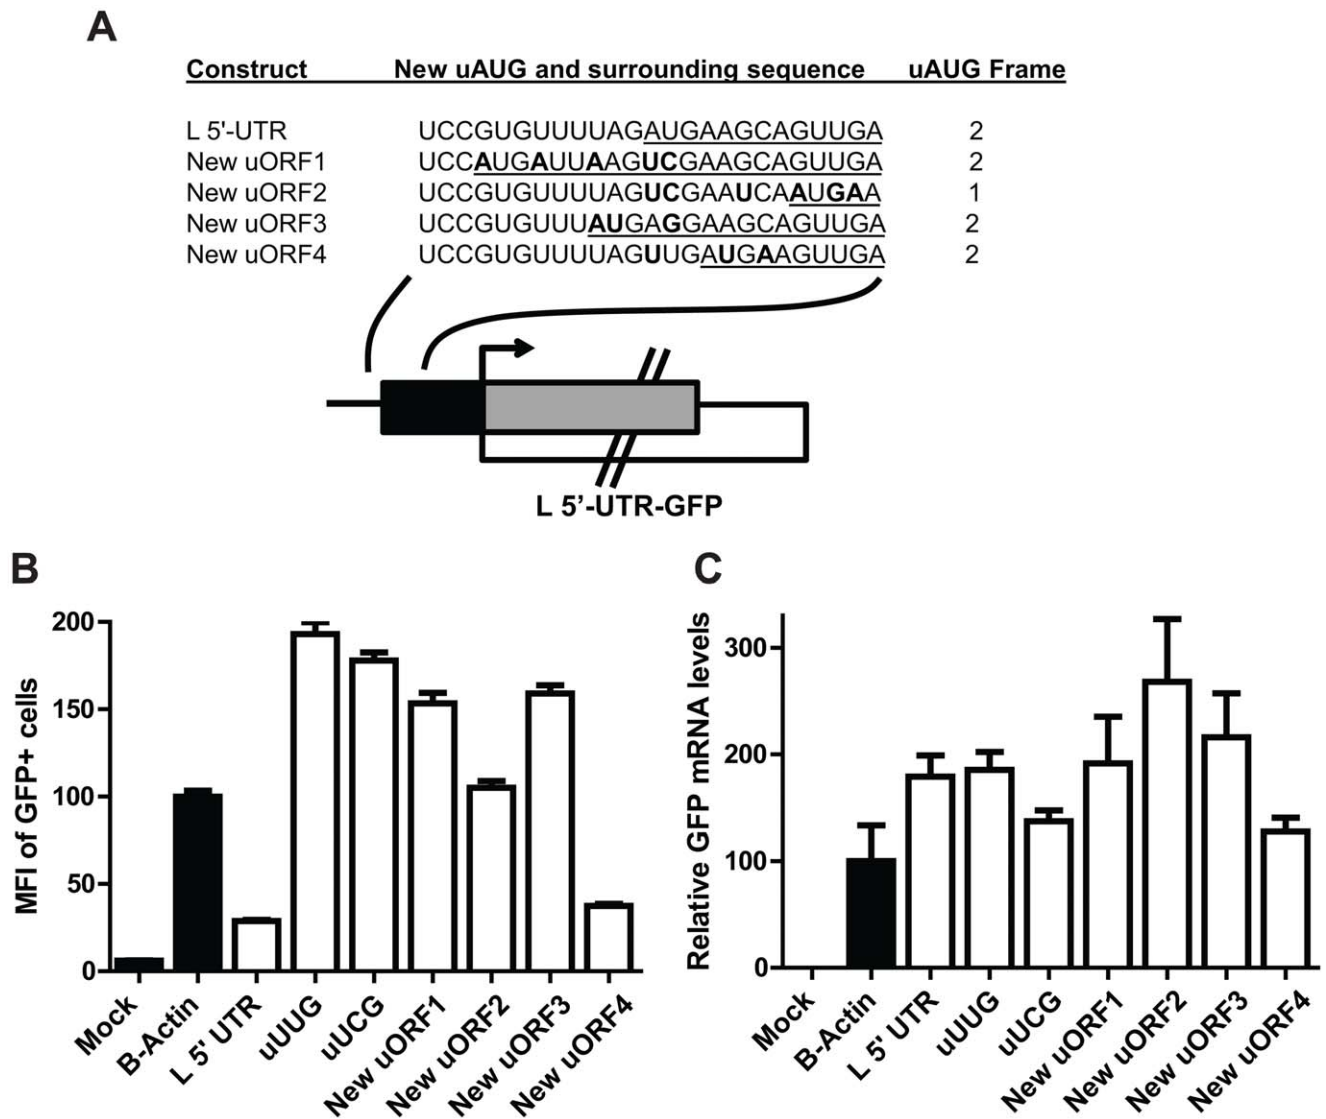 A
Construct New uAUG and surrounding sequence uAUG Frame
L 5'-UTR UCCGUGUUUUAGAUGAAGCAGUUGA 2
New uORF1 UCCAUGAUUAAGUCGAAGCAGUUGA 2
New uORF2 UCCGUGUUUUAGUCGAAUCAAUGAA 1
New uORF3 UCCGUGUUUAUGAGGAAGCAGUUGA 2
New uORF4 UCCGUGUUUUAGUUGAUGAAGUUGA 2
L 5’-UTR-GFP
B
MFI of GFP+ cells
200
150
100
50
0
Mock
B-Actin
L 5' UTR
uUUG
uUCG
New uORF1
New uORF2
New uORF3
New uORF4
C
Relative GFP mRNA levels
300
200
100
0
Mock
B-Actin
L 5' UTR
uUUG
uUCG
New uORF1
New uORF2
New uORF3
New uORF4